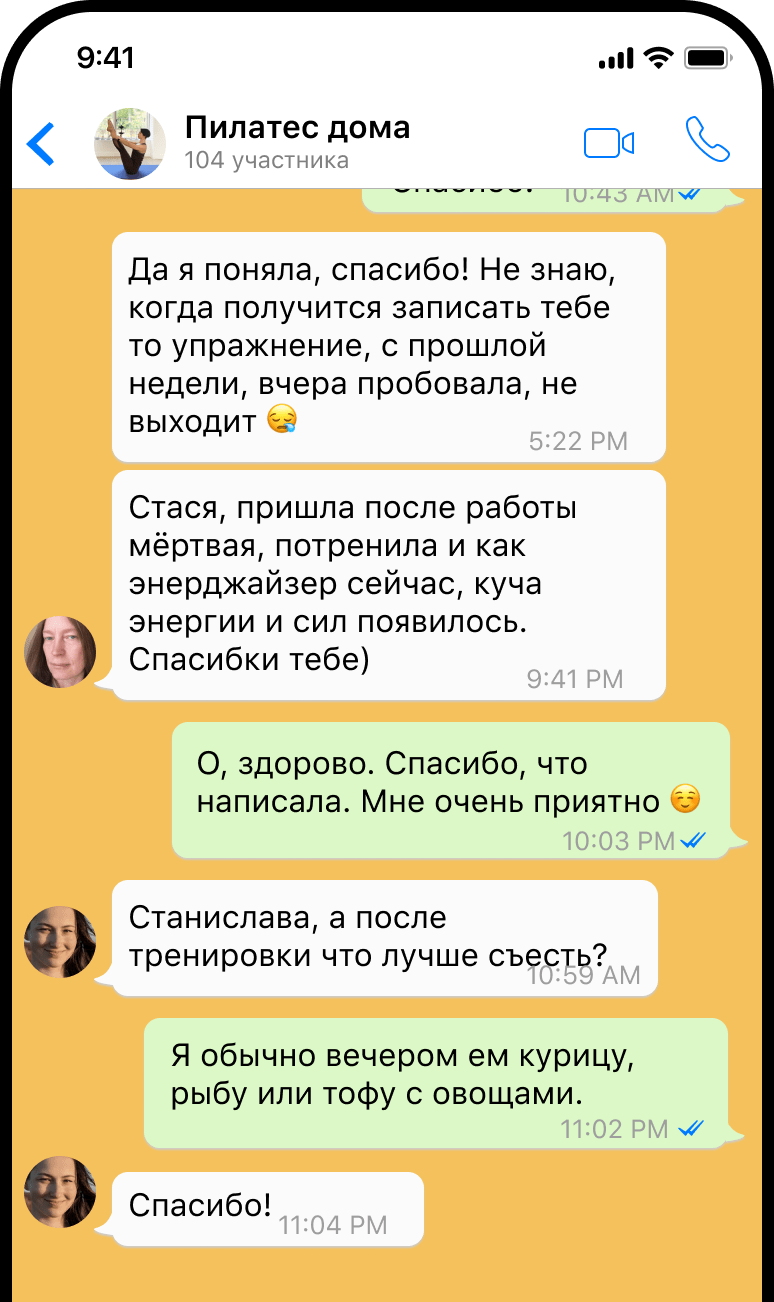 9:41
Пилатес дома
104 участника
Спасибо!
10:43 AM
Да я поняла, спасибо! Не знаю,
когда получится записать тебе
то упражнение, с прошлой
недели, вчера пробовала, не
выходит 😪
5:22 PM
Стася, пришла после работы
мёртвая, потренила и как
энерджайзер сейчас, куча
энергии и сил появилось.
Спасибки тебе)
9:41 PM
О, здорово. Спасибо, что
написала. Мне очень приятно ☺️
10:03 PM
Станислава, а после
тренировки что лучше съесть?
10:59 AM
Я обычно вечером ем курицу,
рыбу или тофу с овощами.
11:02 PM
Спасибо!
11:04 PM